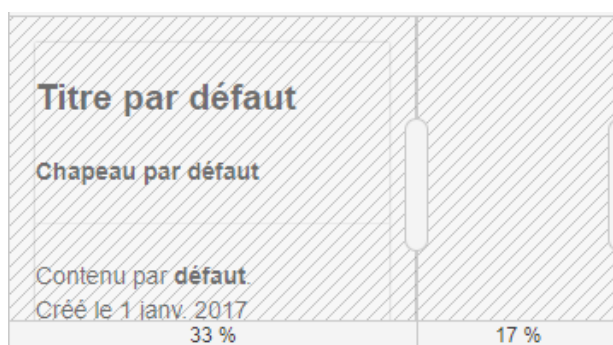 Titre par défaut
Chapeau par défaut
Contenu par défaut.
Créé le 1 janv. 2017
33 %
17 %